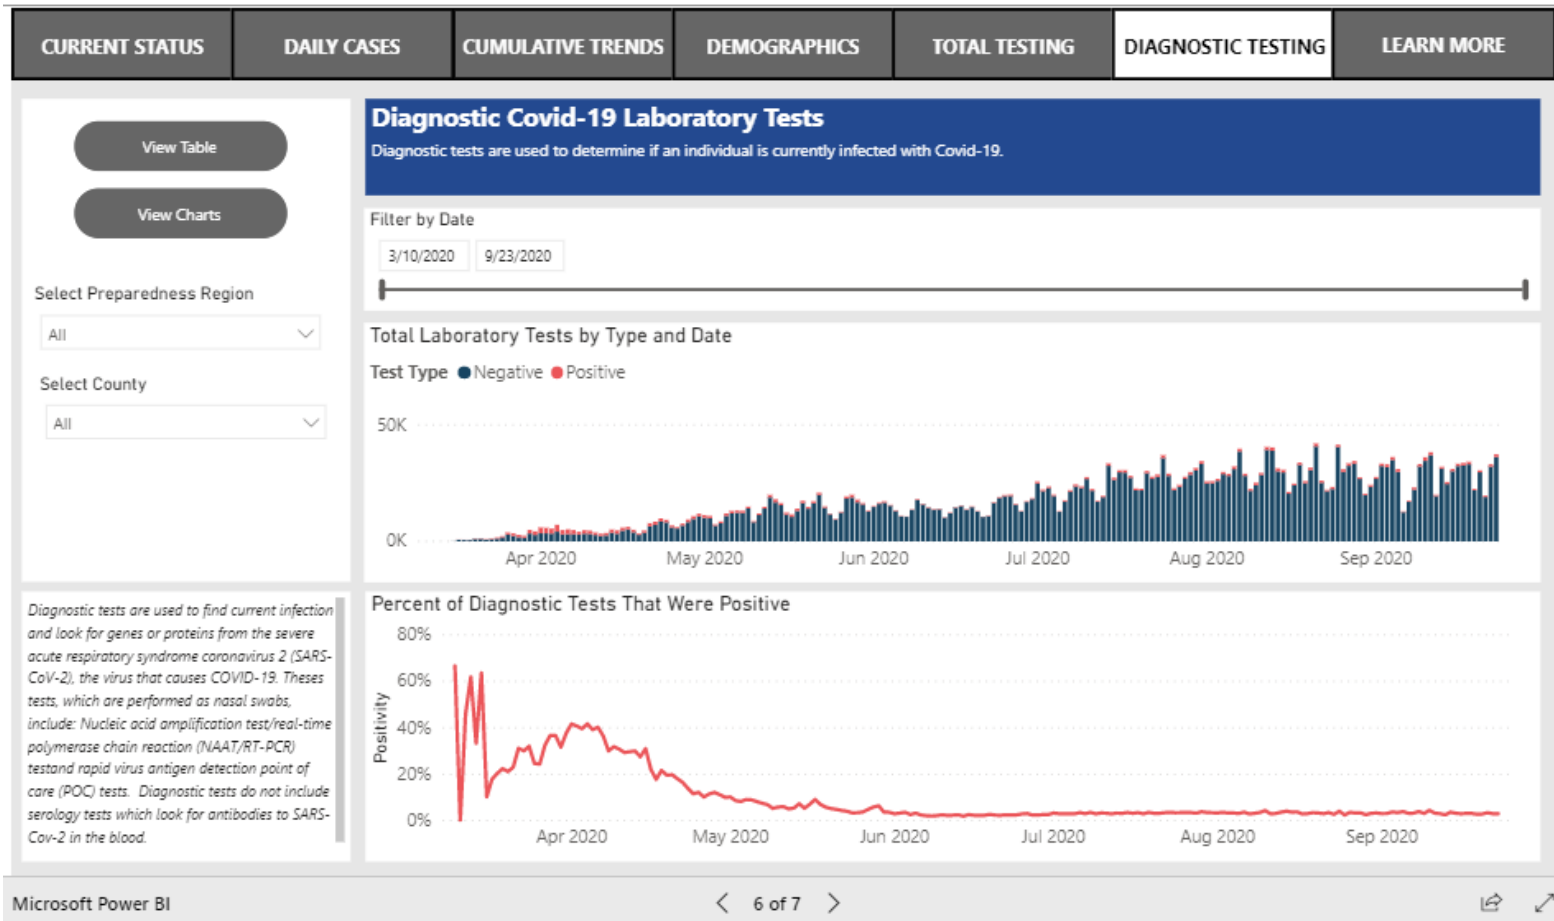 CURRENT STATUS
DAILY CASES
CUMULATIVE TRENDS
DEMOGRAPHICS
TOTAL TESTING
DIAGNOSTIC TESTING
LEARN MORE
View Table
View Charts
Select Preparedness Region
All
Select County
All
Diagnostic tests are used to find current infection
and look for genes or proteins from the severe
acute respiratory syndrome coronavirus 2 (SARS-
CoV-2), the virus that causes COVID-19. Theses
tests, which are performed as nasal swabs,
include: Nucleic acid amplification test/real-time
polymerase chain reaction (NAAT/RT-PCR)
testand rapid virus antigen detection point of
care (POC) tests. Diagnostic tests do not include
serology tests which look for antibodies to SARS-
Cov-2 in the blood.
Diagnostic Covid-19 Laboratory Tests
Diagnostic tests are used to determine if an individual is currently infected with Covid-19.
Filter by Date
3/10/2020 9/23/2020
Total Laboratory Tests by Type and Date
Test Type Negative Positive
50K
0K
Apr 2020 May 2020 Jun 2020 Jul 2020 Aug 2020 Sep 2020
Percent of Diagnostic Tests That Were Positive
Positivity
80%
60%
40%
20%
0%
Apr 2020 May 2020 Jun 2020 Jul 2020 Aug 2020 Sep 2020
Microsoft Power BI
6 of 7